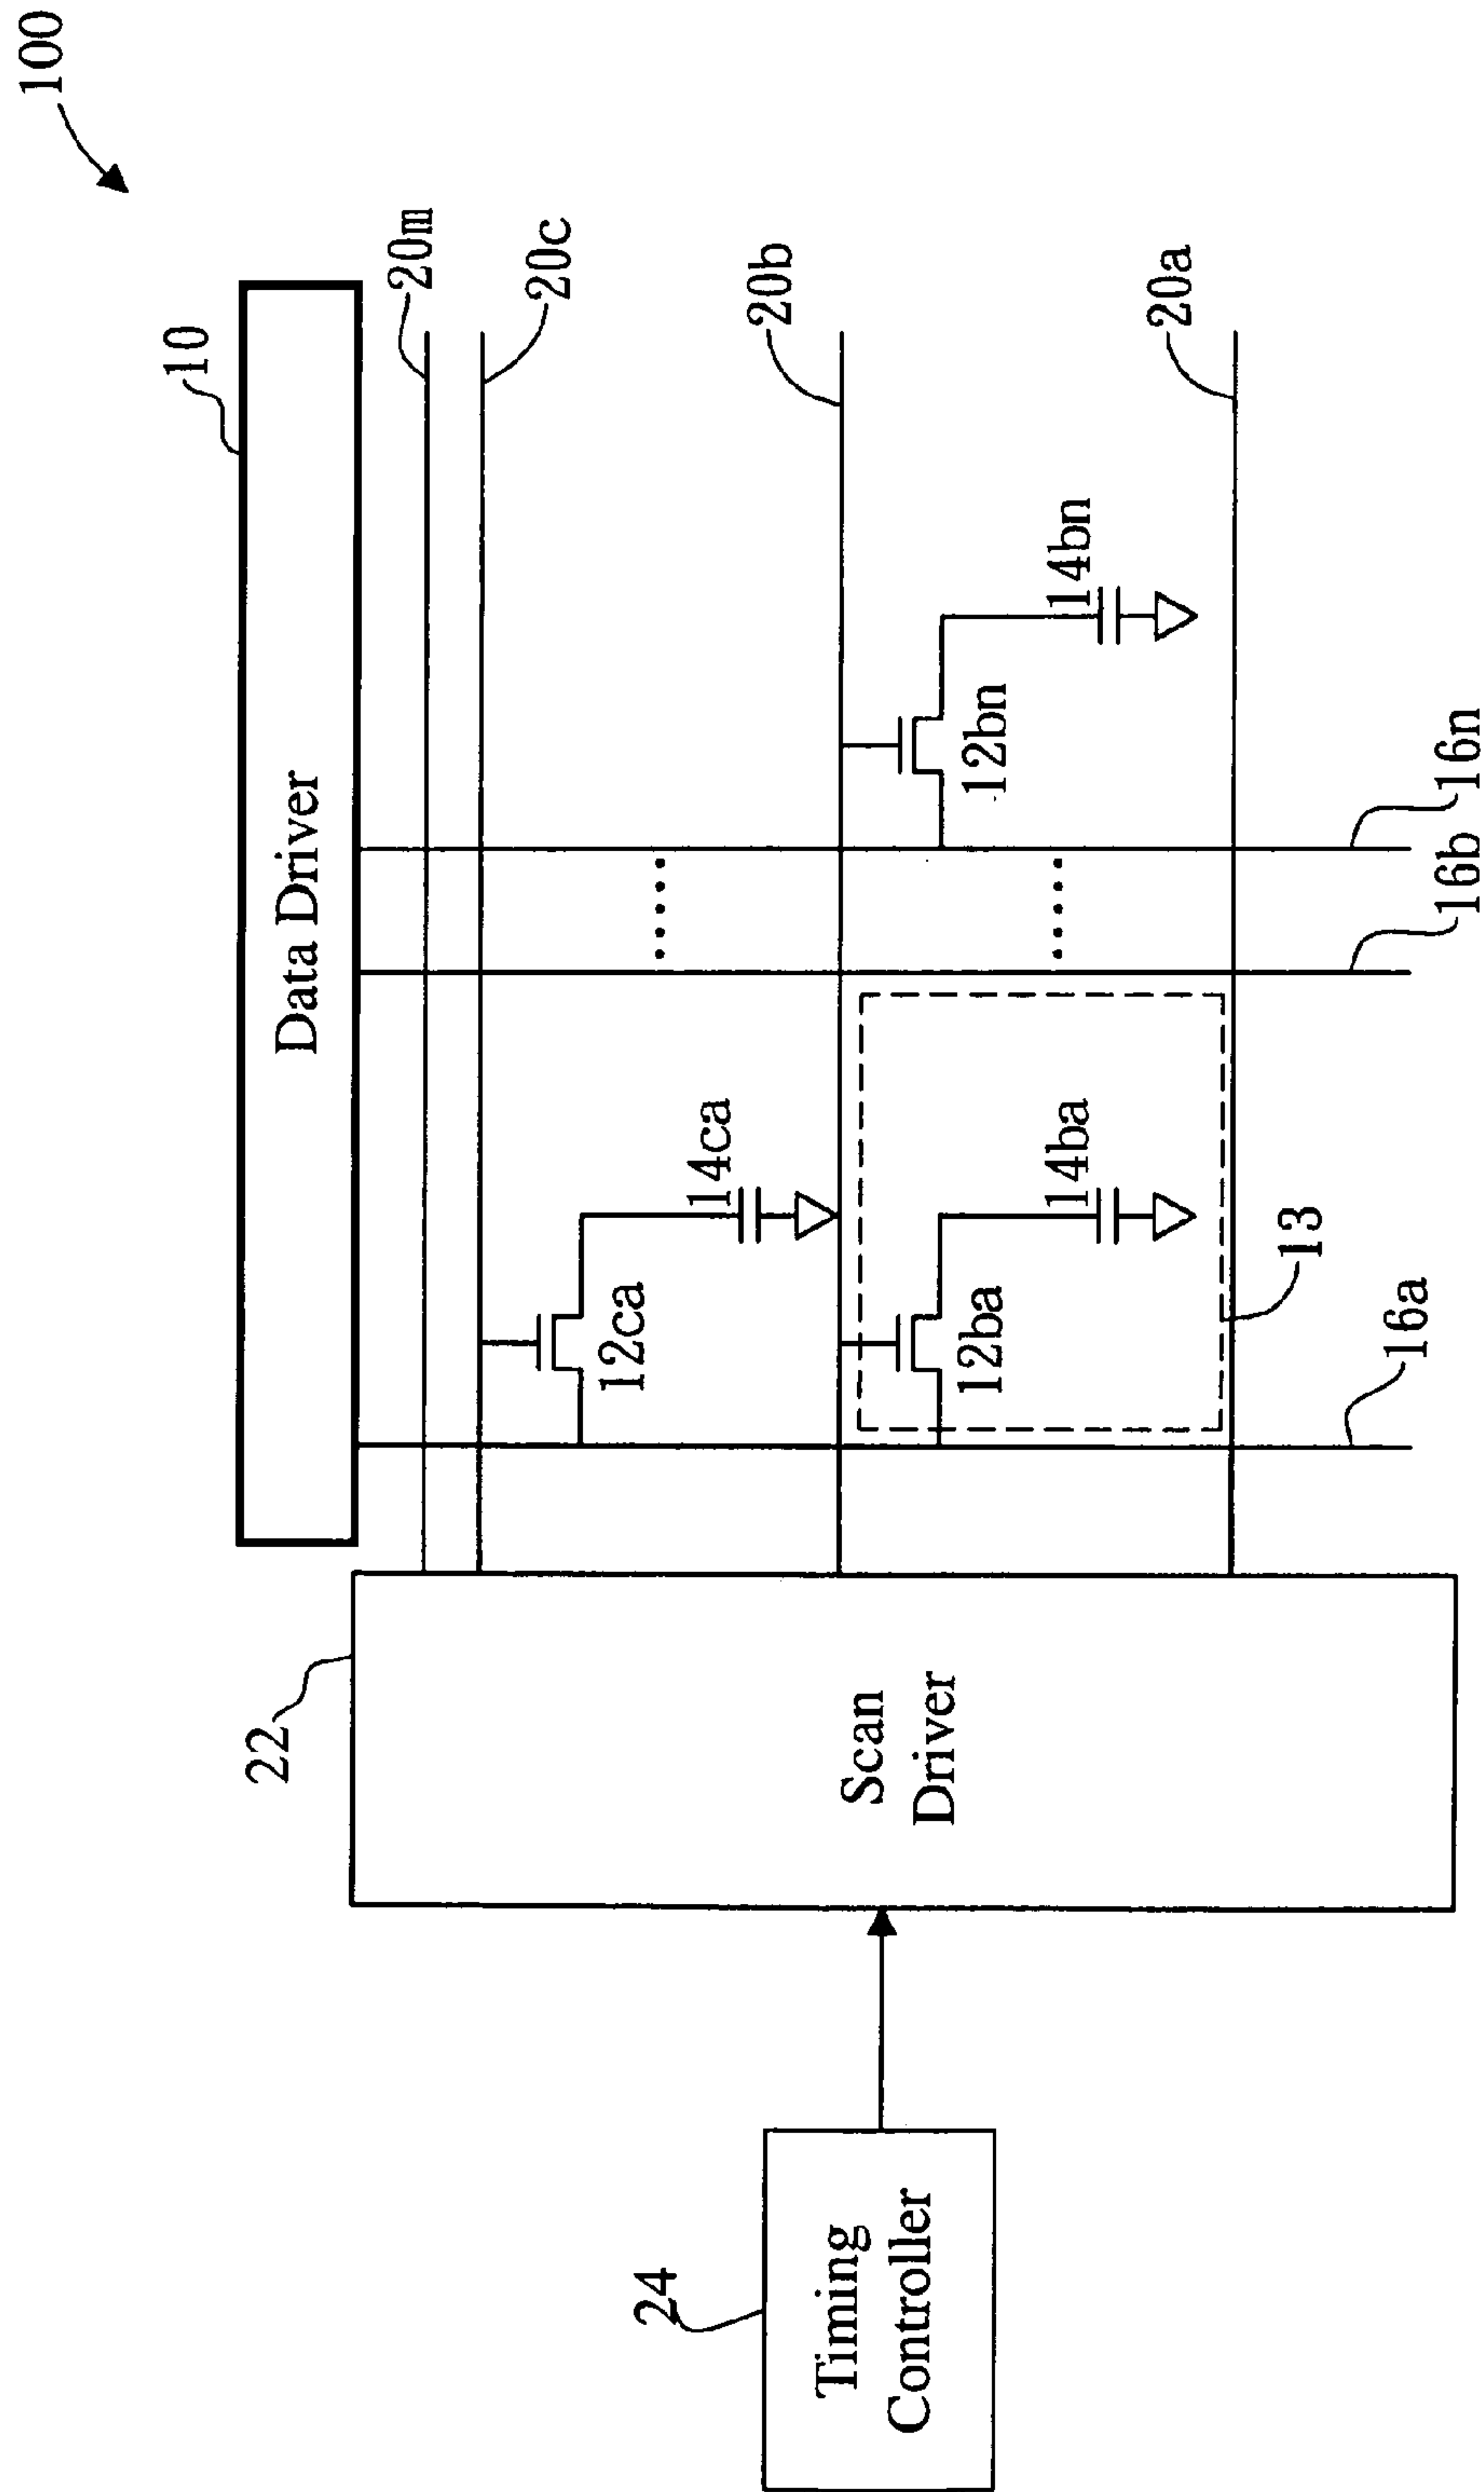 100
10
Data Driver
20m
20c
20b
20a
22
Scan
Driver
24
Timing
Controller
12ca
14ca
12ba
14ba
12bn
14bn
13
16a
16b
16n